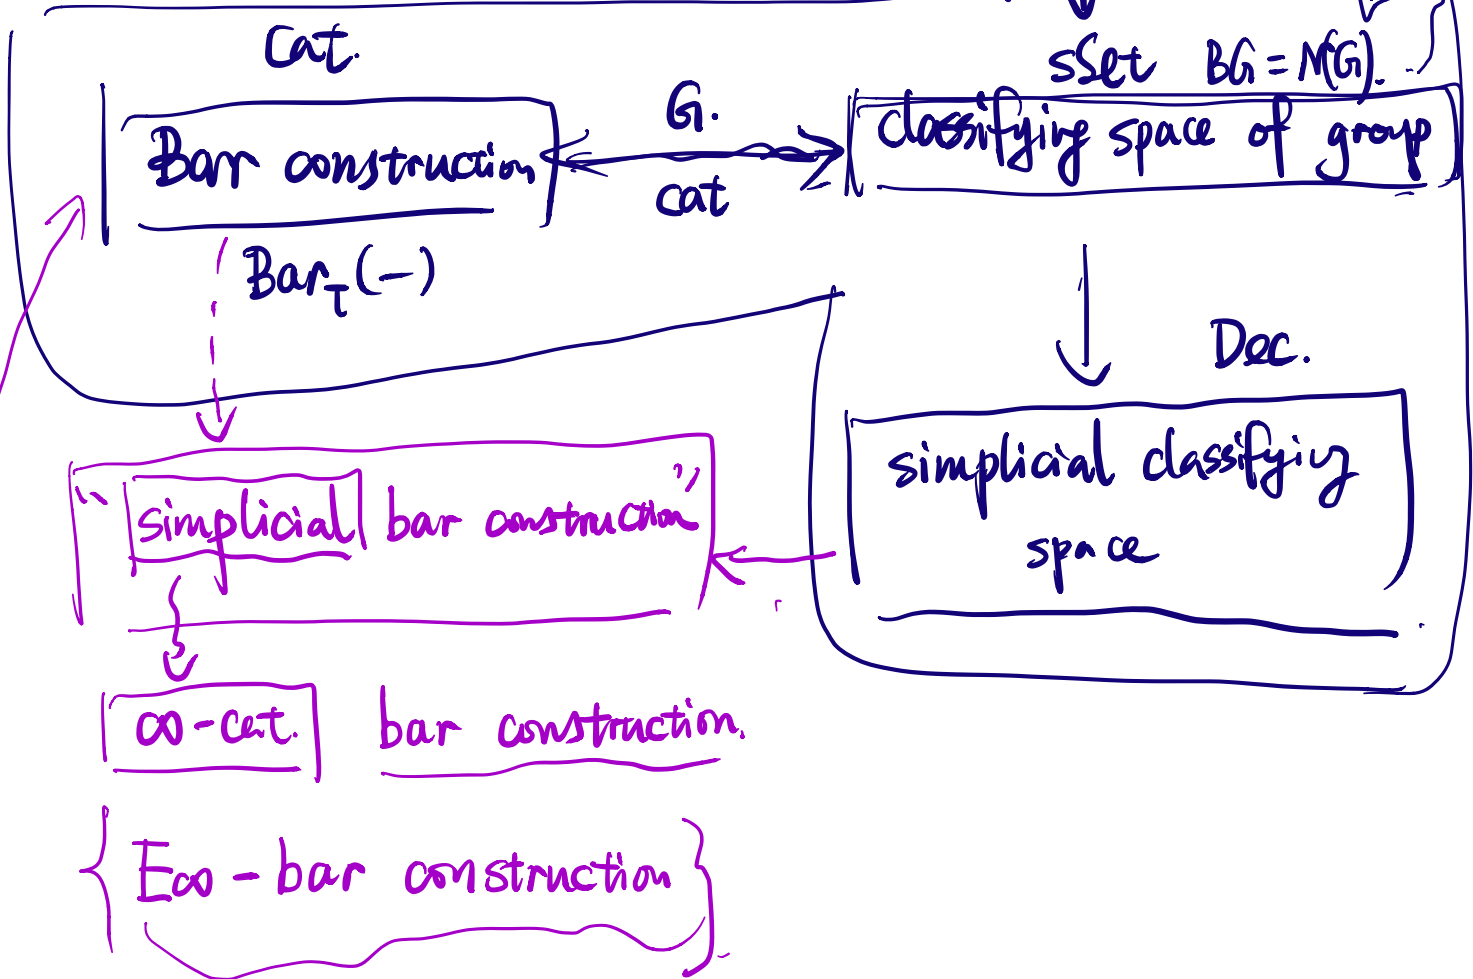 Cat.
sSet BG = N(G).
G.
Bar construction
classifying space of group
cat
Bar_T(-)
Dec.
simplicial classifyiy
space
"simplicial bar construction"
∞-cat. bar construction.
E∞-bar construction